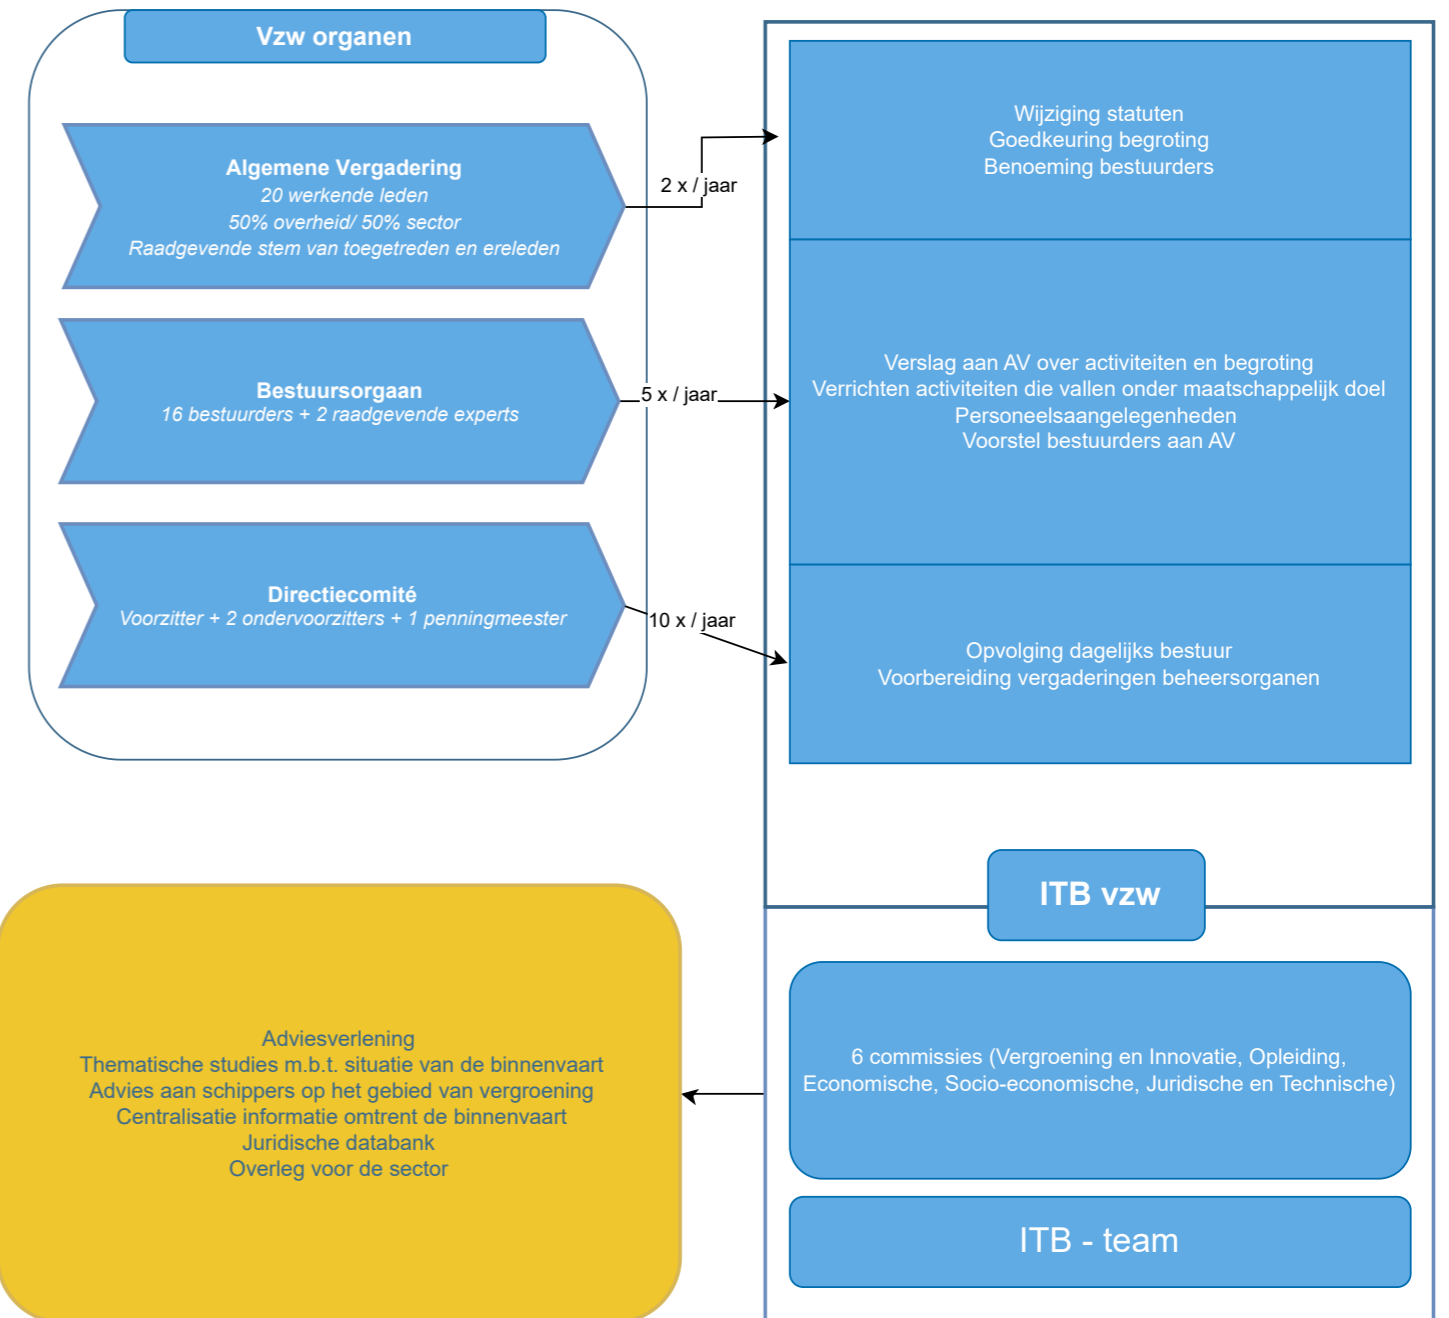 Vzw organen
Algemene Vergadering
20 werkende leden
50% overheid/ 50% sector
Raadgevende stem van toegetreden en ereleden
2 x / jaar
Wijziging statuten
Goedkeuring begroting
Benoeming bestuurders
Bestuursorgaan
16 bestuurders + 2 raadgevende experts
5 x / jaar
Verslag aan AV over activiteiten en begroting
Verrichten activiteiten die vallen onder maatschappelijk doel
Personeelsaangelegenheden
Voorstel bestuurders aan AV
Directiecomité
Voorzitter + 2 ondervoorzitters + 1 penningmeester
10 x / jaar
Opvolging dagelijks bestuur
Voorbereiding vergaderingen beheersorganen
ITB vzw
6 commissies (Vergroening en Innovatie, Opleiding,
Economische, Socio-economische, Juridische en Technische)
ITB - team
Adviesverlening
Thematische studies m.b.t. situatie van de binnenvaart
Advies aan schippers op het gebied van vergroening
Centralisatie informatie omtrent de binnenvaart
Juridische databank
Overleg voor de sector